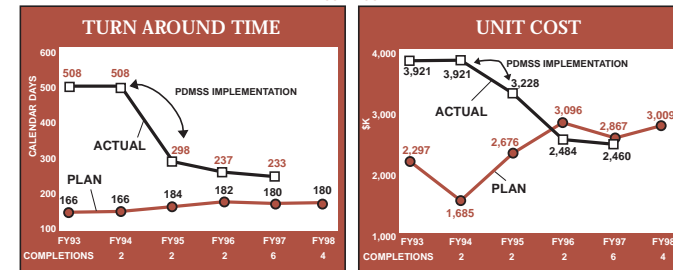 TURN AROUND TIME
CALENDAR DAYS
600
500
400
300
200
100
508
508
PDMSS IMPLEMENTATION
ACTUAL
298
237
233
PLAN
166
166
184
182
180
180
FY93
FY94
FY95
FY96
FY97
FY98
COMPLETIONS
2
2
2
6
4
UNIT COST
$K
4,000
3,000
2,000
1,000
3,921
3,921
PDMSS IMPLEMENTATION
3,228
ACTUAL
3,096
2,867
3,009
2,297
2,676
2,484
2,460
PLAN
1,685
FY93
FY94
FY95
FY96
FY97
FY98
COMPLETIONS
2
2
2
6
4